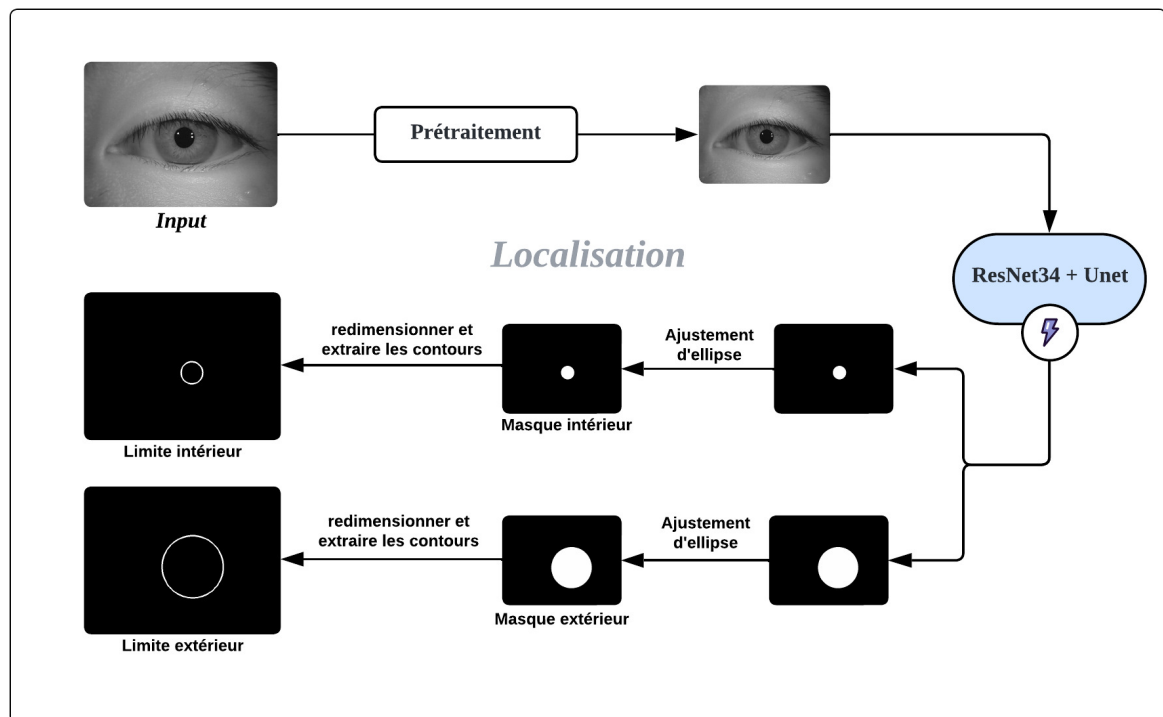 Prétraitement
Input
Localisation
ResNet34 + Unet
redimensionner et
extraire les contours
Ajustement
d'ellipse
Masque intérieur
Limite intérieur
redimensionner et
extraire les contours
Ajustement
d'ellipse
Masque extérieur
Limite extérieur